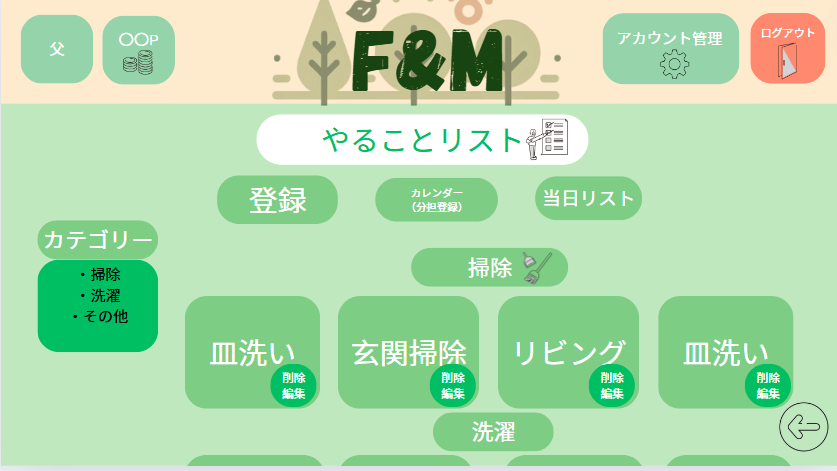 父
〇〇P
F&M
アカウント管理
ログアウト
やることリスト
登録
カレンダー
(分担登録)
当日リスト
カテゴリー
・掃除
・洗濯
・その他
掃除
皿洗い
削除
編集
玄関掃除
削除
編集
リビング
削除
編集
皿洗い
削除
編集
洗濯